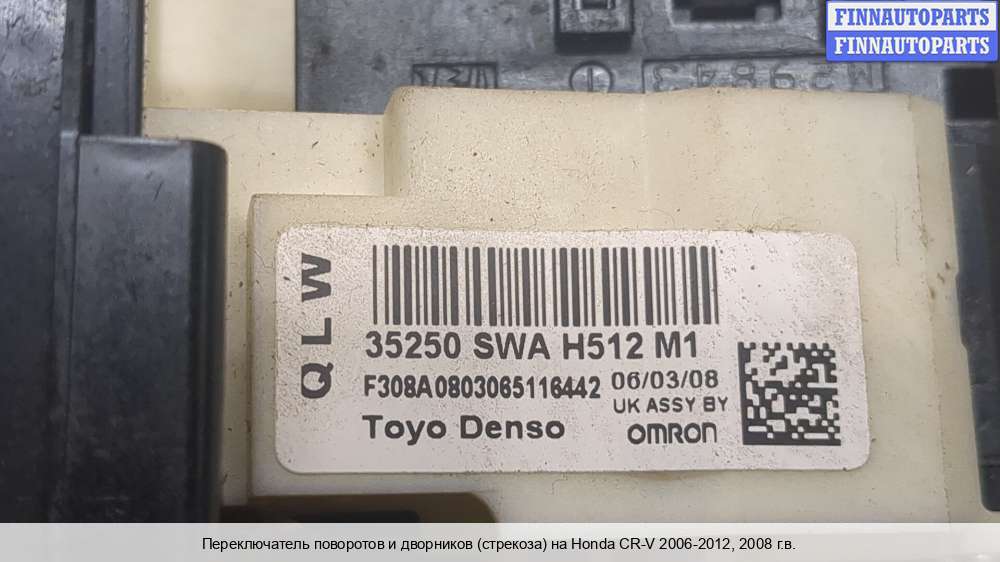 FINNAUTOPARTS
FINNAUTOPARTS
M29843
QLW
35250 SWA H512 M1
F308A0803065116442 06/03/08
UK ASSY BY
Toyo Denso OMRON
Переключатель поворотов и дворников (стрекоза) на Honda CR-V 2006-2012, 2008 г.в.